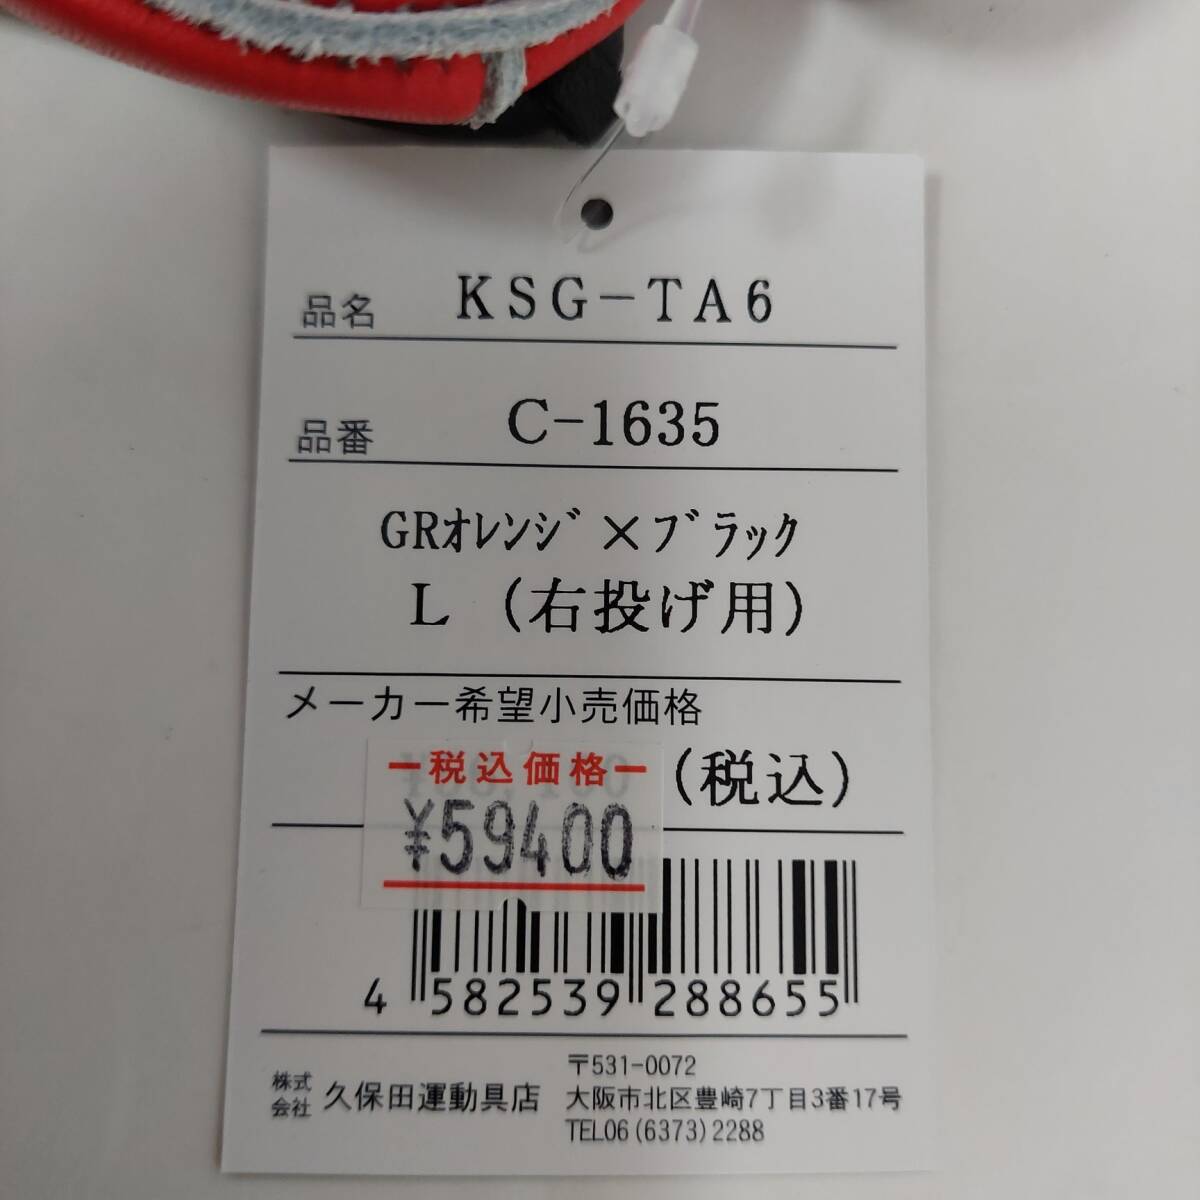 品名 KSG-TA6
品番 C-1635
GRｵﾚﾝｼﾞ×ﾌﾞﾗｯｸ
L (右投げ用)
メーカー希望小売価格
税込価格
(税込)
¥59400
4 582539 288655
株式会社 久保田運動具店
〒531-0072
大阪市北区豊崎7丁目3番17号
TEL06(6373)2288